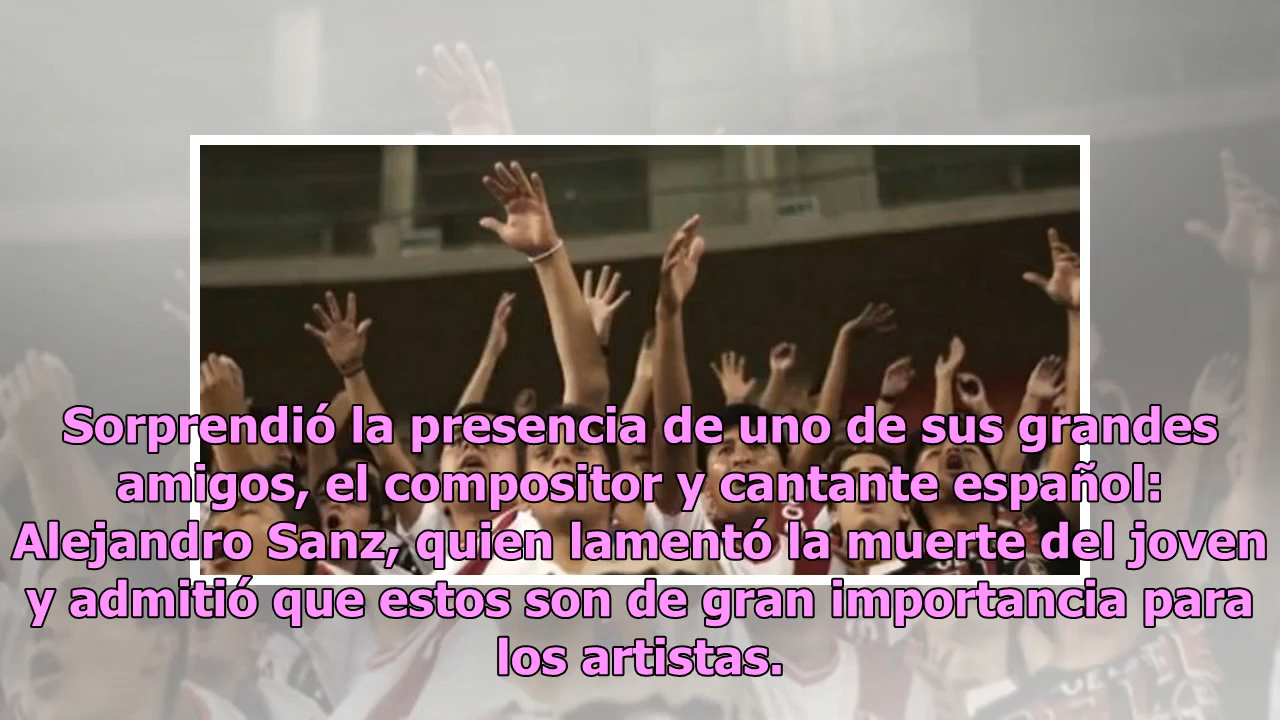 Sorprendió la presencia de uno de sus grandes
amigos, el compositor y cantante español:
Alejandro Sanz, quien lamentó la muerte del joven
y admitió que estos son de gran importancia para
los artistas.